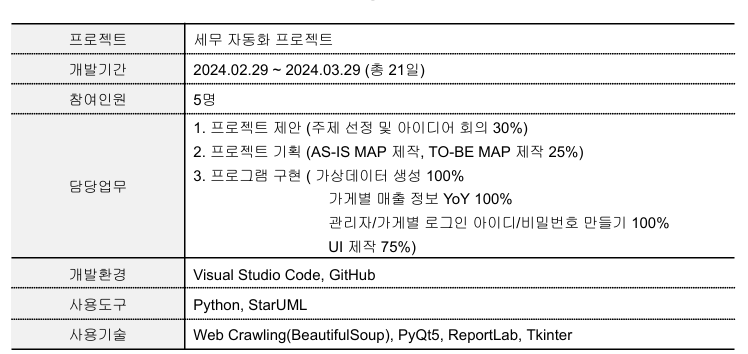 프로젝트 세무 자동화 프로젝트
개발기간 2024.02.29 ~ 2024.03.29 (총 21일)
참여인원 5명
담당업무
1. 프로젝트 제안 (주제 선정 및 아이디어 회의 30%)
2. 프로젝트 기획 (AS-IS MAP 제작, TO-BE MAP 제작 25%)
3. 프로그램 구현 ( 가상데이터 생성 100%
가게별 매출 정보 YoY 100%
관리자/가게별 로그인 아이디/비밀번호 만들기 100%
UI 제작 75%)
개발환경 Visual Studio Code, GitHub
사용도구 Python, StarUML
사용기술 Web Crawling(BeautifulSoup), PyQt5, ReportLab, Tkinter